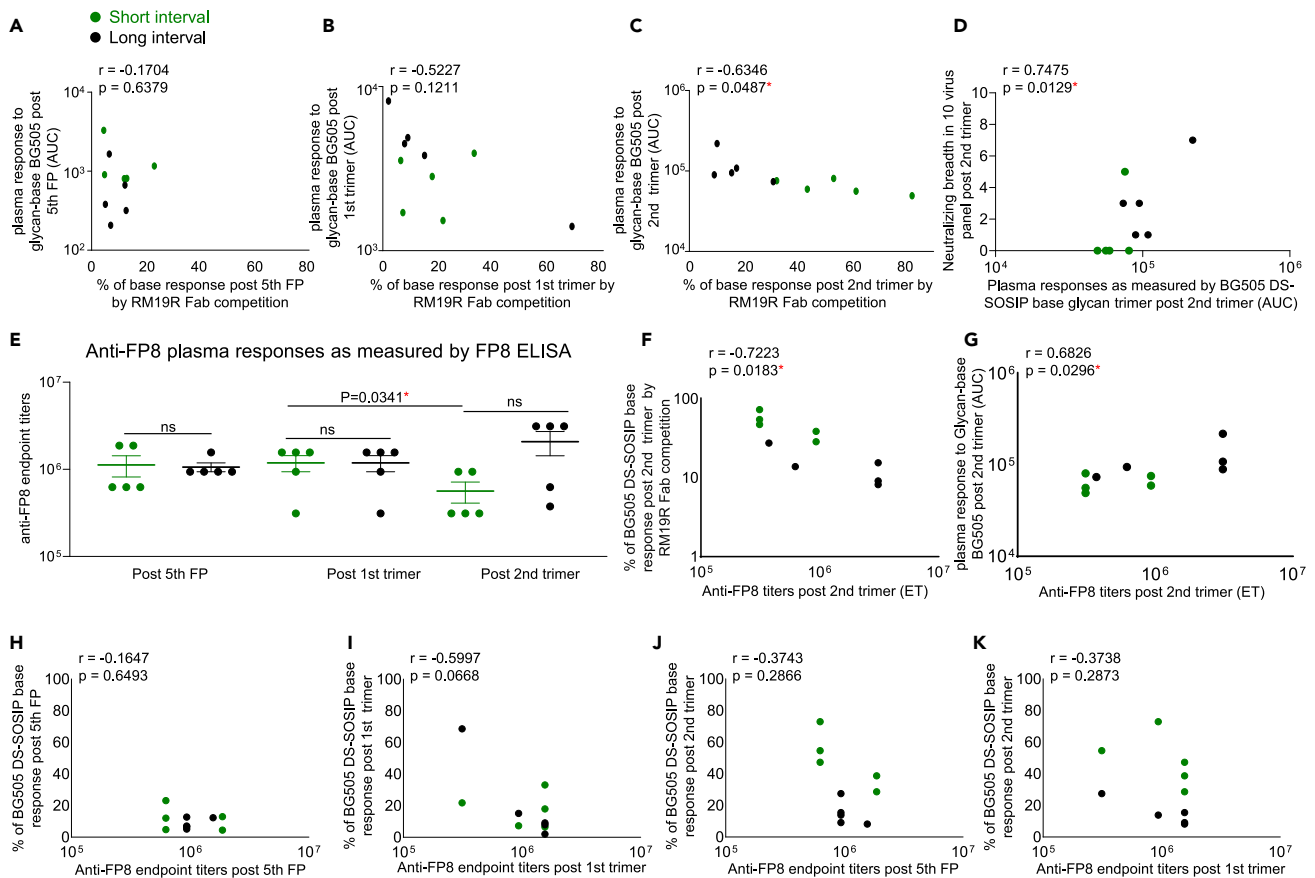 Short interval
Long interval
A
r = -0.1704
p = 0.6379
plasma response to
glycan-base BG505 post
5th FP (AUC)
10⁴
10³
10²
0 20 40 60 80
% of base response post 5th FP
by RM19R Fab competition
B
r = -0.5227
p = 0.1211
plasma response to
glycan-base BG505 post
1st trimer (AUC)
10⁴
10³
0 20 40 60 80
% of base response post 1st trimer by
RM19R Fab competition
C
r = -0.6346
p = 0.0487*
plasma response to
glycan-base BG505 post
2nd trimer (AUC)
10⁶
10⁵
10⁴
0 20 40 60 80
% of base response post 2nd trimer by
RM19R Fab competition
D
r = 0.7475
p = 0.0129*
Neutralizing breadth in 10 virus
panel post 2nd trimer
10
8
6
4
2
0
10⁴ 10⁵ 10⁶
Plasma responses as measured by BG505 DS-
SOSIP base glycan trimer post 2nd trimer (AUC)
E
Anti-FP8 plasma responses as measured by FP8 ELISA
anti-FP8 endpoint titers
10⁷
10⁶
10⁵
ns
P=0.0341*
ns
ns
Post 5th FP
Post 1st trimer
Post 2nd trimer
F
r = -0.7223
p = 0.0183*
% of BG505 DS-SOSIP base
response post 2nd trimer by
RM19R Fab competition
100
10
1
10⁵ 10⁶ 10⁷
Anti-FP8 titers post 2nd trimer (ET)
G
r = 0.6826
p = 0.0296*
plasma response to Glycan-base
BG505 post 2nd trimer (AUC)
10⁶
10⁵
10⁴
10⁵ 10⁶ 10⁷
Anti-FP8 titers post 2nd trimer (ET)
H
r = -0.1647
p = 0.6493
% of BG505 DS-SOSIP base
response post 5th FP
100
80
60
40
20
0
10⁵ 10⁶ 10⁷
Anti-FP8 endpoint titers post 5th FP
I
r = -0.5997
p = 0.0668
% of BG505 DS-SOSIP base
response post 1st trimer
100
80
60
40
20
0
10⁵ 10⁶ 10⁷
Anti-FP8 endpoint titers post 1st trimer
J
r = -0.3743
p = 0.2866
% of BG505 DS-SOSIP base
response post 2nd trimer
100
80
60
40
20
0
10⁵ 10⁶ 10⁷
Anti-FP8 endpoint titers post 5th FP
K
r = -0.3738
p = 0.2873
% of BG505 DS-SOSIP base
response post 2nd trimer
100
80
60
40
20
0
10⁵ 10⁶ 10⁷
Anti-FP8 endpoint titers post 1st trimer